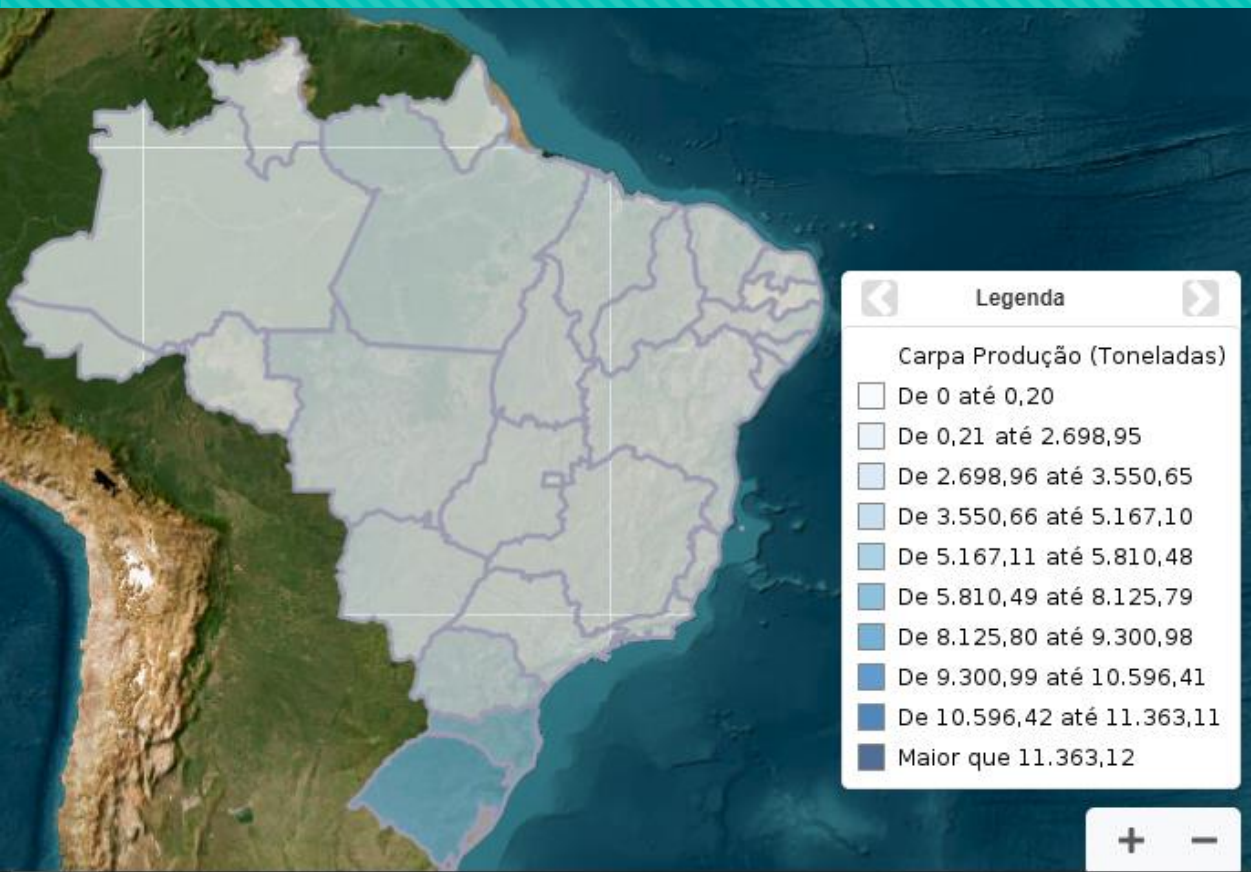 Legenda
Carpa Produção (Toneladas)
De 0 até 0,20
De 0,21 até 2.698,95
De 2.698,96 até 3.550,65
De 3.550,66 até 5.167,10
De 5.167,11 até 5.810,48
De 5.810,49 até 8.125,79
De 8.125,80 até 9.300,98
De 9.300,99 até 10.596,41
De 10.596,42 até 11.363,11
Maior que 11.363,12
+ −